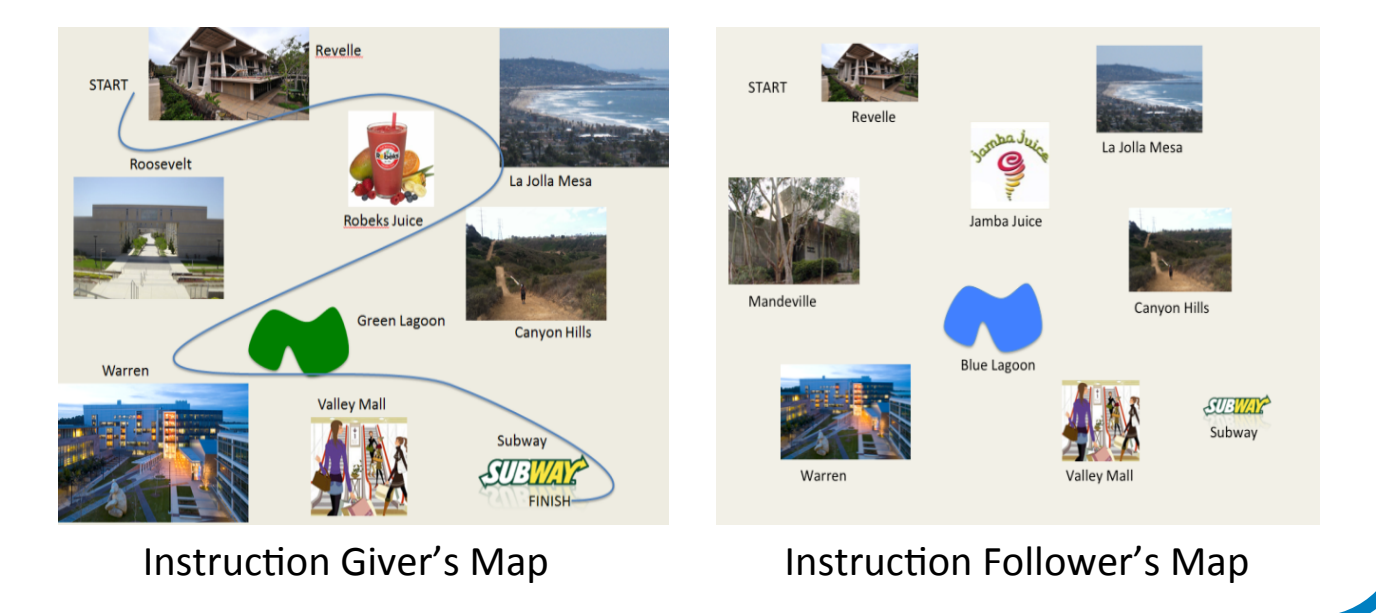 START
Revelle
Roosevelt
Robeks
Robeks Juice
La Jolla Mesa
Green Lagoon
Canyon Hills
Warren
Valley Mall
Subway
SUBWAY
FINISH
Instruction Giver's Map
START
Revelle
Jamba Juice
Jamba Juice
La Jolla Mesa
Mandeville
Canyon Hills
Blue Lagoon
Warren
Valley Mall
SUBWAY
Subway
Instruction Follower's Map